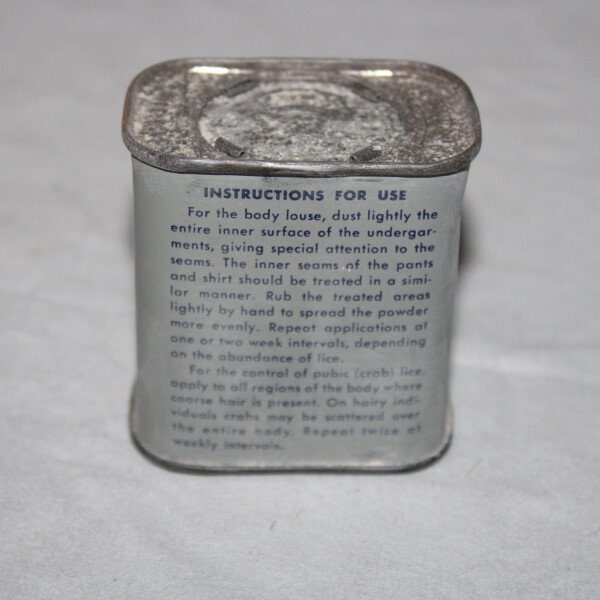 INSTRUCTIONS FOR USE
For the body louse, dust lightly the
entire inner surface of the undergar-
ments, giving special attention to the
seams. The inner seams of the pants
and shirt should be treated in a simi-
lar manner. Rub the treated areas
lightly by hand to spread the powder
more evenly. Repeat applications at
one or two week intervals, depending
on the abundance of lice.
For the control of pubic (crab) lice,
apply to all regions of the body where
coarse hair is present. On hairy indi-
viduals crabs may be scattered over
the entire body. Repeat twice at
weekly intervals.